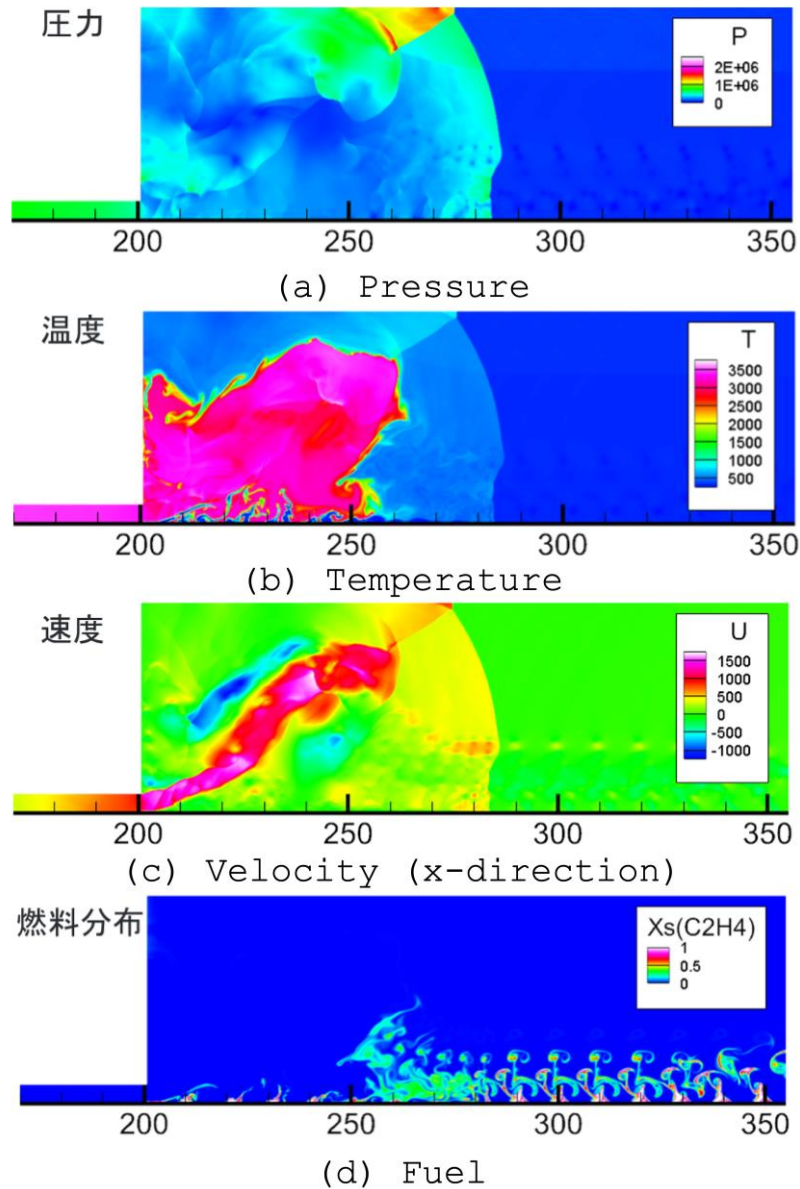 圧力
P
2E+06
1E+06
0
200 250 300 350
(a) Pressure
温度
T
3500
3000
2500
2000
1500
1000
500
200 250 300 350
(b) Temperature
速度
U
1500
1000
500
0
-500
-1000
200 250 300 350
(c) Velocity (x-direction)
燃料分布
Xs(C2H4)
1
0.5
0
200 250 300 350
(d) Fuel